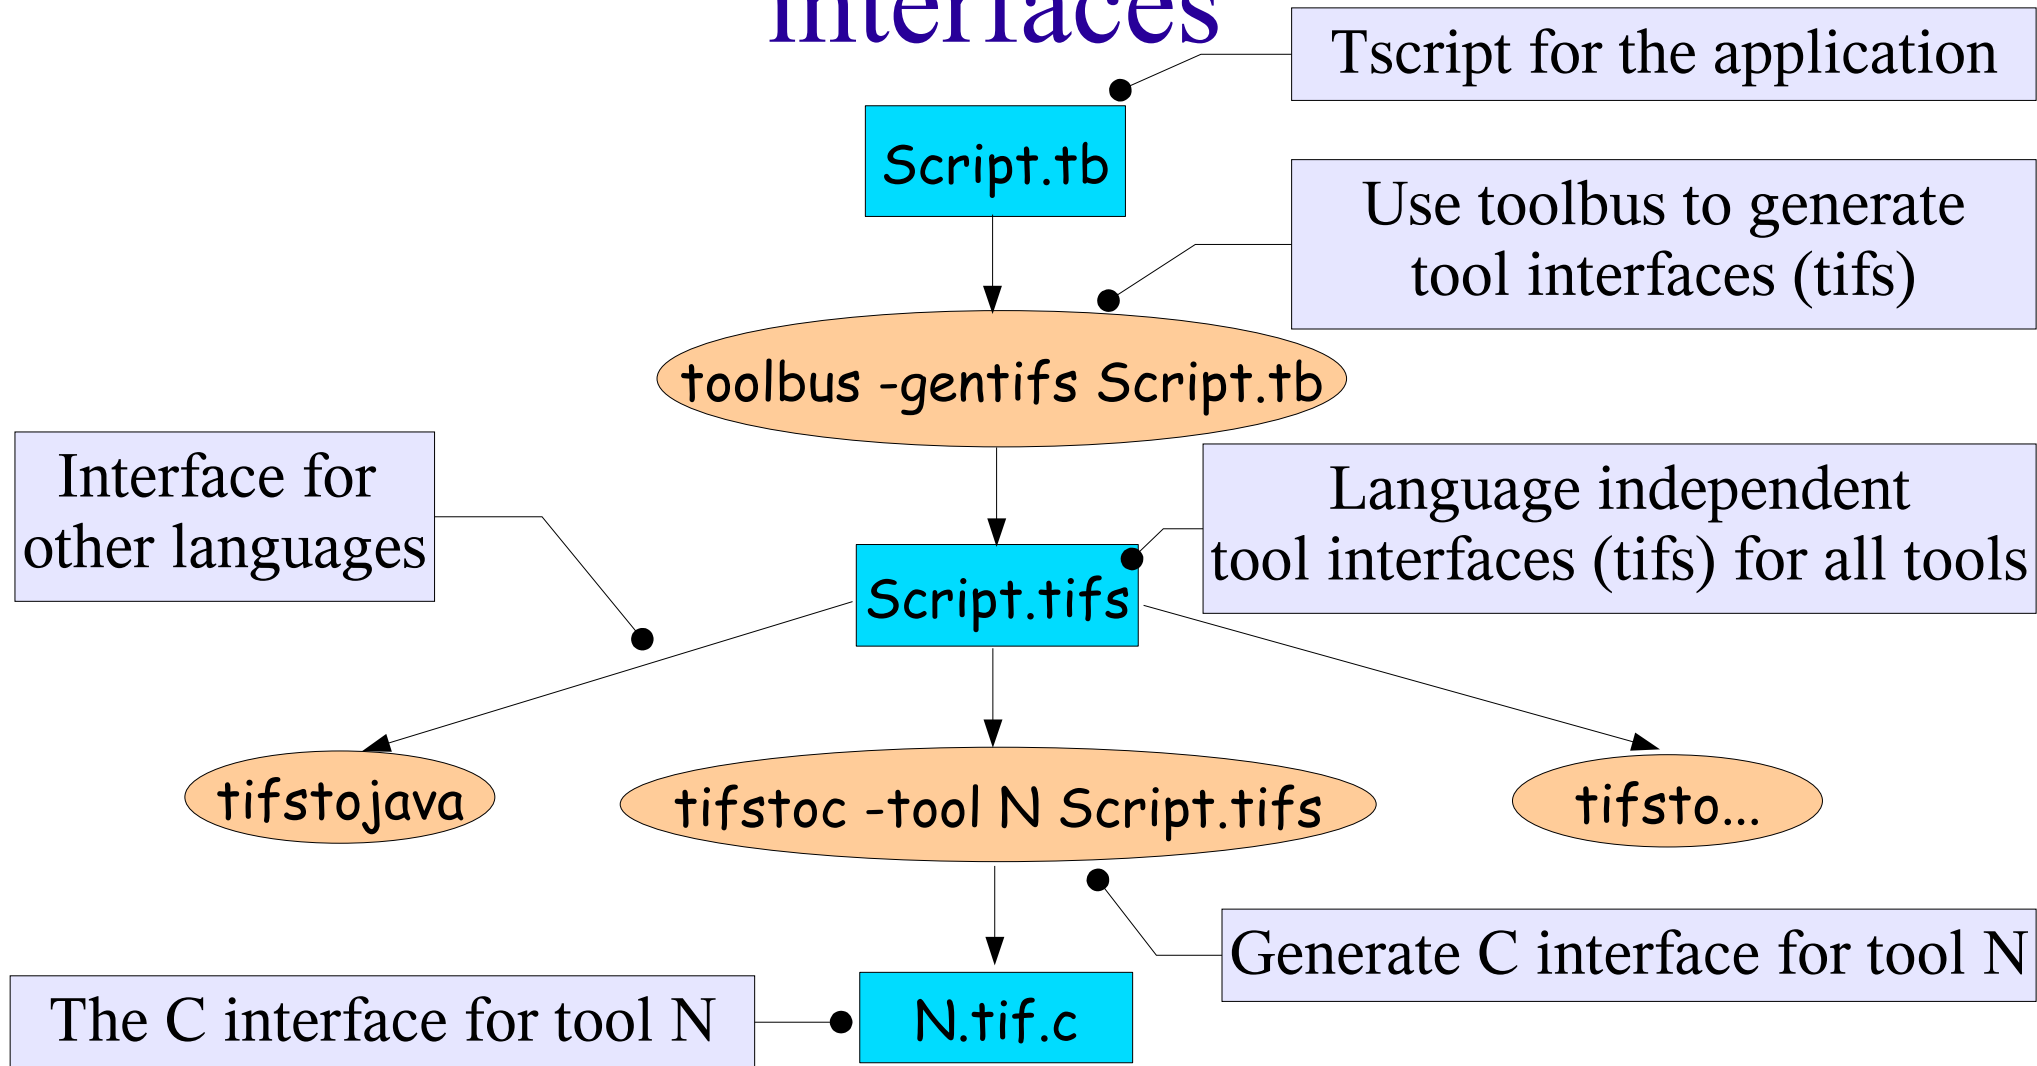 interfaces
Tscript for the application
Script.tb
Use toolbus to generate
tool interfaces (tifs)
toolbus -gentifs Script.tb
Interface for
other languages
Language independent
tool interfaces (tifs) for all tools
Script.tifs
tifstojava
tifstoc -tool N Script.tifs
tifsto...
Generate C interface for tool N
The C interface for tool N
N.tif.c